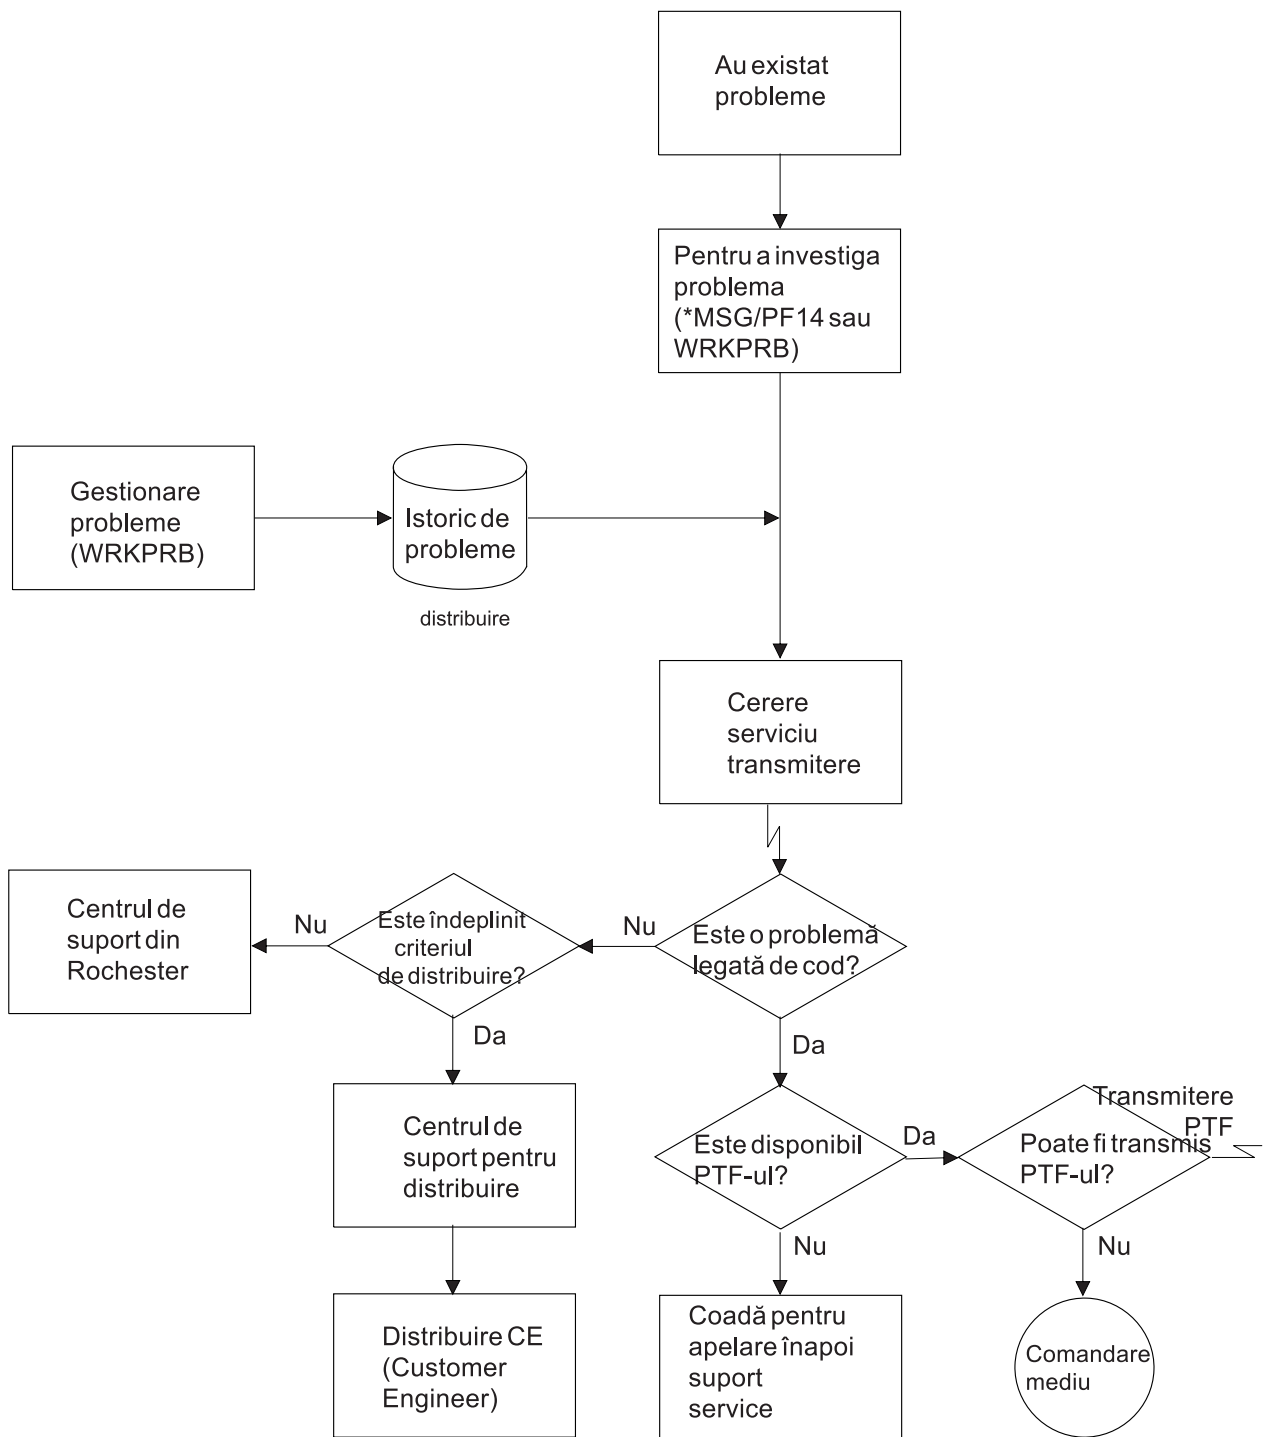 Au existat
probleme
Pentru a investiga
problema
(*MSG/PF14 sau
WRKPRB)
Gestionare
probleme
(WRKPRB)
Istoric de
probleme
distribuire
Cerere
serviciu
transmitere
Centrul de
suport din
Rochester
Nu
Este îndeplinit
criteriul
de distribuire?
Nu
Este o problemă
legată de cod?
Da
Da
Centrul de
suport pentru
distribuire
Este disponibil
PTF-ul?
Da
Transmitere
PTF
Poate fi transmis
PTF-ul?
Nu
Nu
Distribuire CE
(Customer
Engineer)
Coadă pentru
apelare înapoi
suport
service
Comandare
mediu